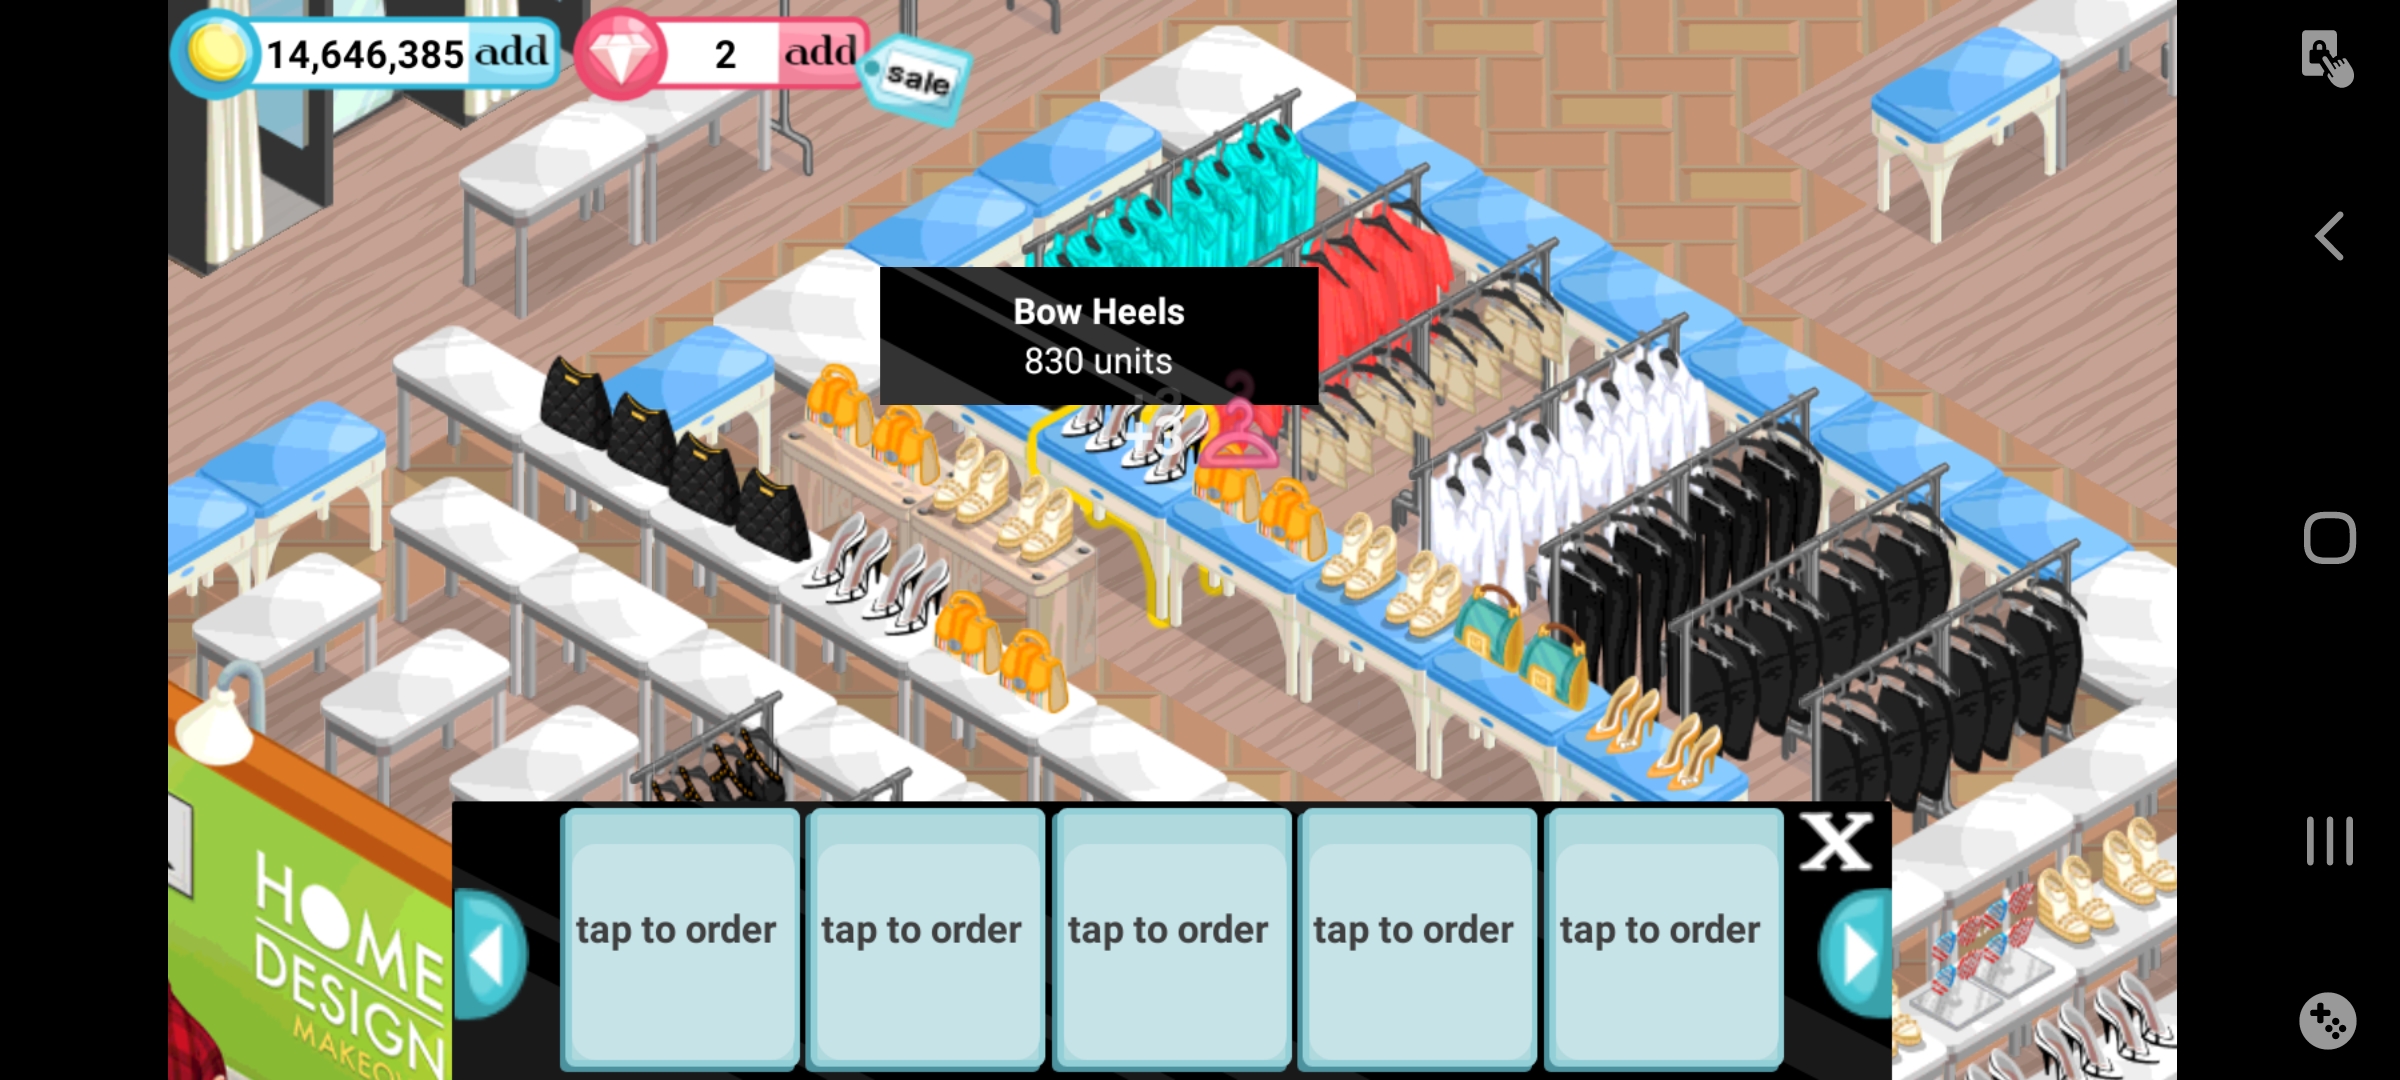 14,646,385 add
2 add
sale
Bow Heels
830 units
+3
tap to order
tap to order
tap to order
tap to order
tap to order
X
HOME
DESIGN